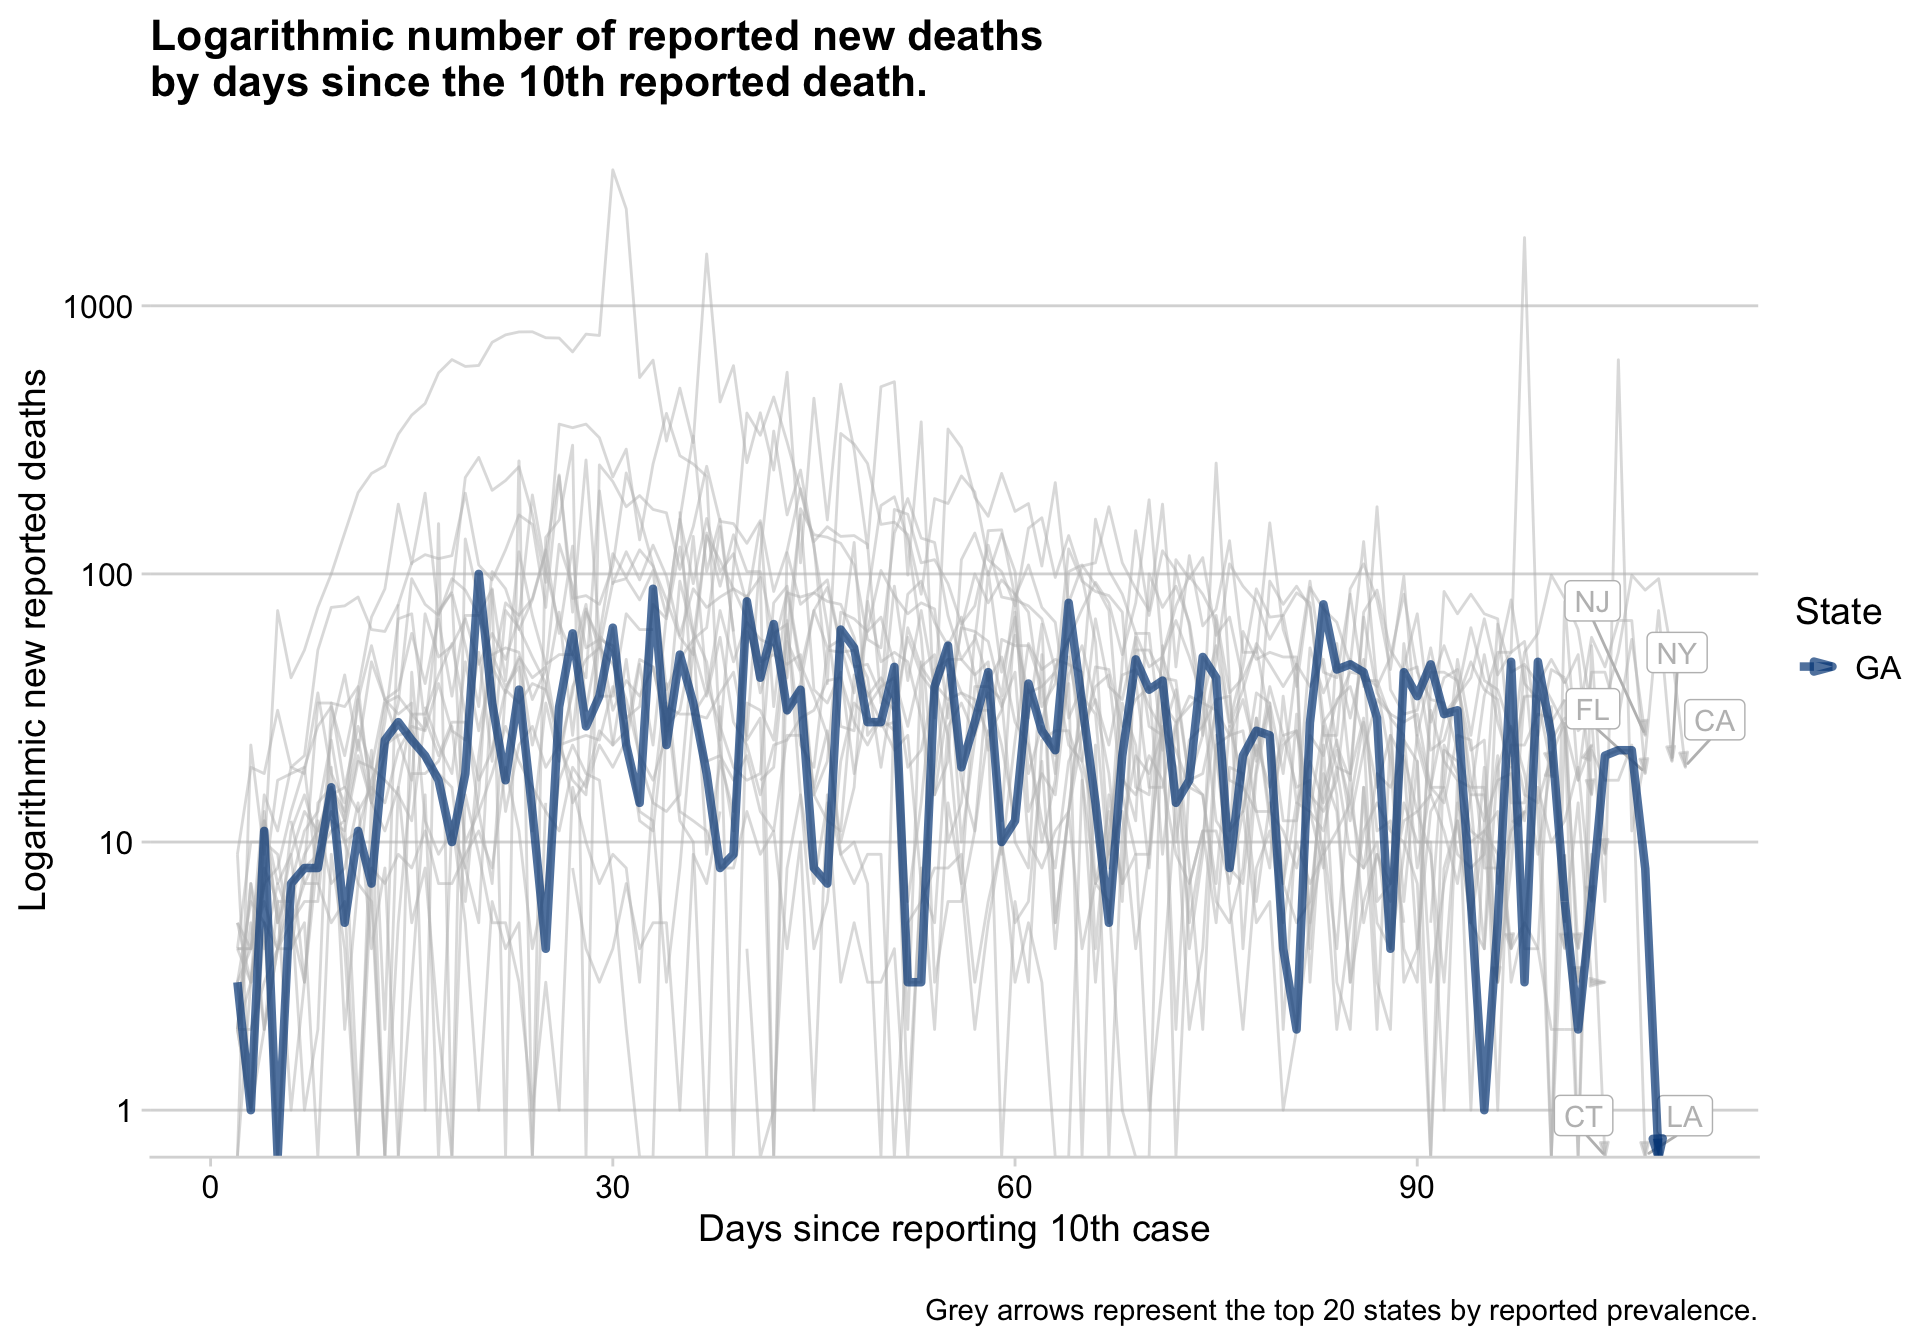 Logarithmic number of reported new deaths
by days since the 10th reported death.
Logarithmic new reported deaths
1000
100
10
1
NJ
NY
FL
CA
CT
LA
State
GA
0
30
60
90
Days since reporting 10th case
Grey arrows represent the top 20 states by reported prevalence.